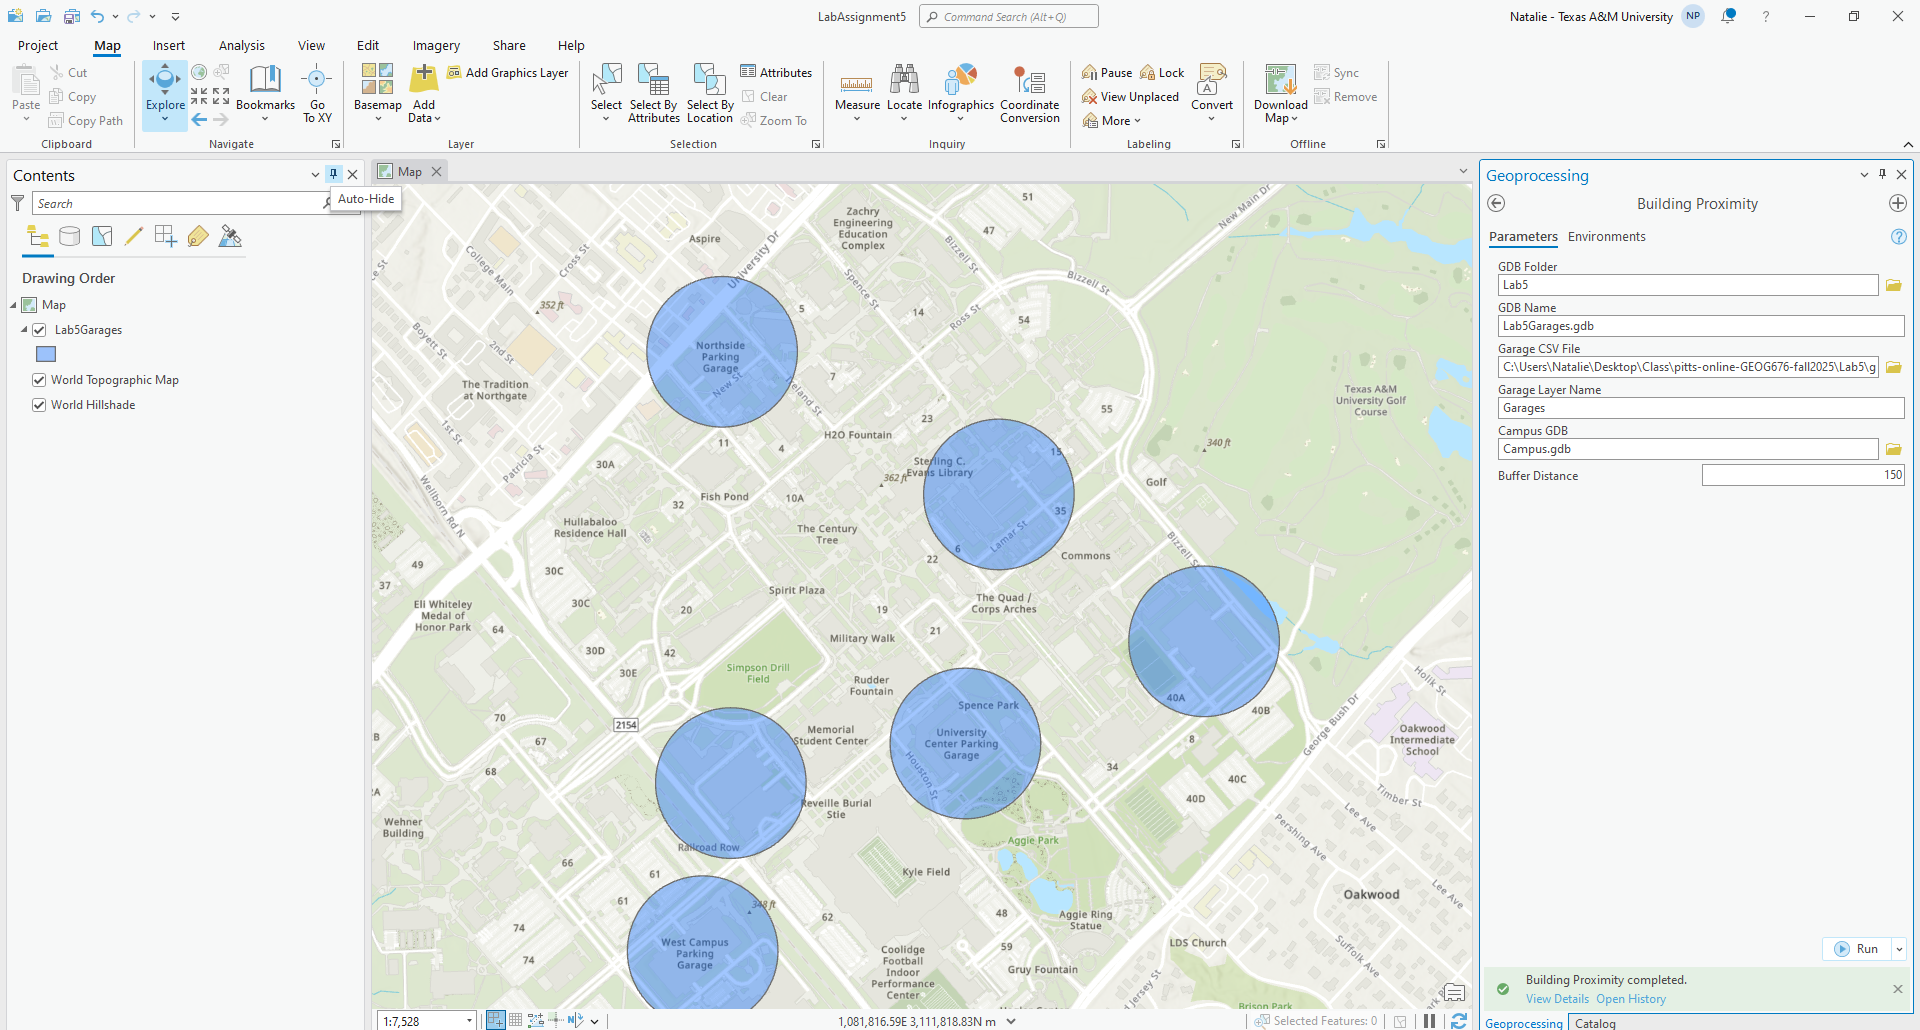 LabAssignment5
Command Search (Alt+Q)
Natalie - Texas A&M University
NP
?
Project
Map
Insert
Analysis
View
Edit
Imagery
Share
Help
Paste
Cut
Copy
Copy Path
Clipboard
Explore
Bookmarks
Go
To XY
Navigate
Basemap
Add
Data
Add Graphics Layer
Layer
Select
Select By
Attributes
Select By
Location
Attributes
Clear
Zoom To
Selection
Measure
Locate
Infographics
Coordinate
Conversion
Inquiry
Pause
Lock
View Unplaced
More
Convert
Labeling
Download
Map
Sync
Remove
Offline
Contents
Search
Auto-Hide
Drawing Order
Map
Lab5Garages
World Topographic Map
World Hillshade
Map
51
New Main Dr
Zachry
Engineering
Education
Complex
47
Aspire
University Dr
Bizzell St
Cross St
College Main
Spence St
Bizzell St
352 ft
5
14
Ross St
54
Boyett St
2nd St
Northside
Parking
Garage
New St
Ireland St
7
The Tradition
at Northgate
Texas A&M
University Golf
Course
55
23
1st St
H2O Fountain
11
4
340 ft
Patricia St
30A
Sterling C.
Evans Library
15
362 ft
Golf
Wellborn Rd N
32
Fish Pond
10A
35
Hullabaloo
Residence Hall
The Century
Tree
Lamar St
6
22
Commons
Bizzell St
49
37
30C
Spirit Plaza
The Quad /
Corps Arches
30C
20
19
Eli Whiteley
Medal of
Honor Park
64
21
Military Walk
30D
42
30E
Simpson Drill
Field
Rudder
Fountain
Holik St
40A
40B
Spence Park
70
2154
George Bush Dr
B
67
Memorial
Student Center
University
Center Parking
Garage
8
Oakwood
Intermediate
School
68
Houston St
34
40C
2A
Reveille Burial
Stie
40D
Timber St
Wehner
Building
Lee Ave
Railroad Row
Aggie Park
Pershing Ave
66
61
Kyle Field
61
348 ft
62
48
Oakwood
Lee Ave
74
Aggie Ring
Statue
West Campus
Parking
Garage
59
LDS Church
Suffolk Ave
74
Coolidge
Football
Indoor
Performance
Center
Gruy Fountain
Jersey St
Brison Park
1:7,528
1,081,816.59E 3,111,818.83N m
Selected Features: 0
Geoprocessing
Building Proximity
Parameters
Environments
?
GDB Folder
Lab5
GDB Name
Lab5Garages.gdb
Garage CSV File
C:\Users\Natalie\Desktop\Class\pitts-online-GEOG676-fall2025\Lab5\g
Garage Layer Name
Garages
Campus GDB
Campus.gdb
Buffer Distance
150
Run
Building Proximity completed.
View Details
Open History
Geoprocessing
Catalog